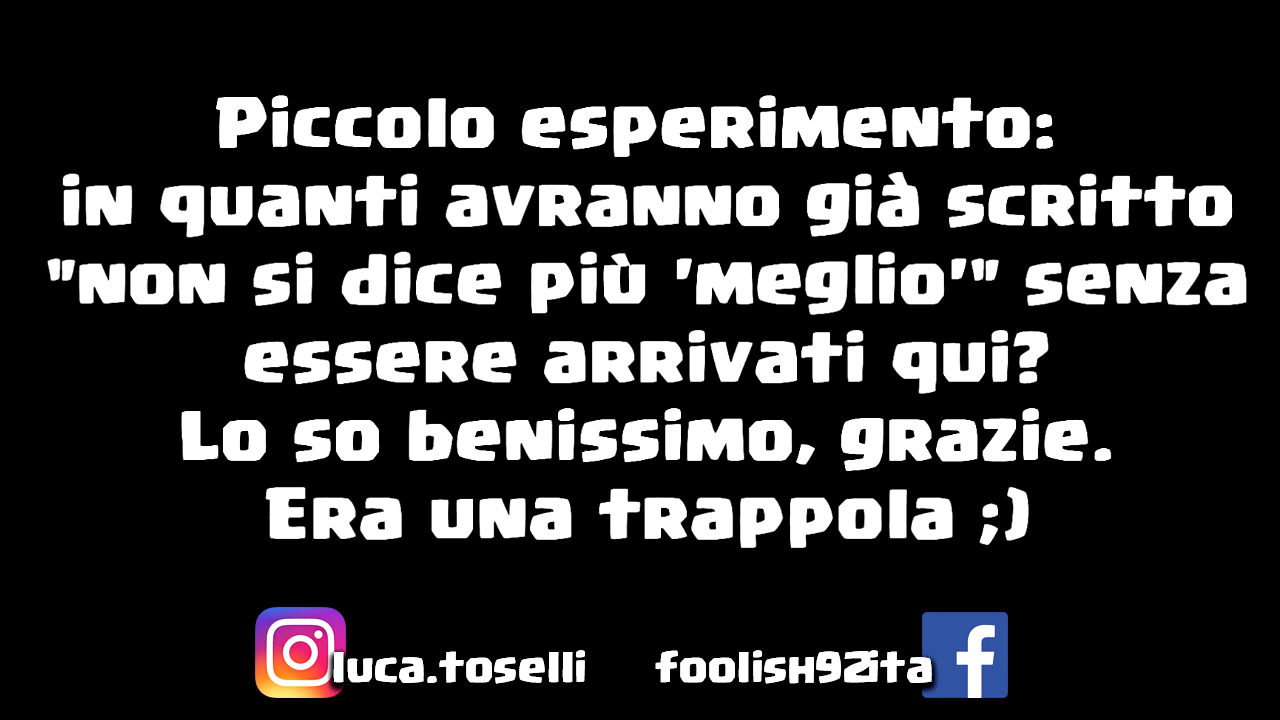 Piccolo esperimento:
in quanti avranno già scritto
"non si dice più 'meglio'" senza
essere arrivati qui?
Lo so benissimo, grazie.
Era una trappola ;)
luca.toselli foolish92ita